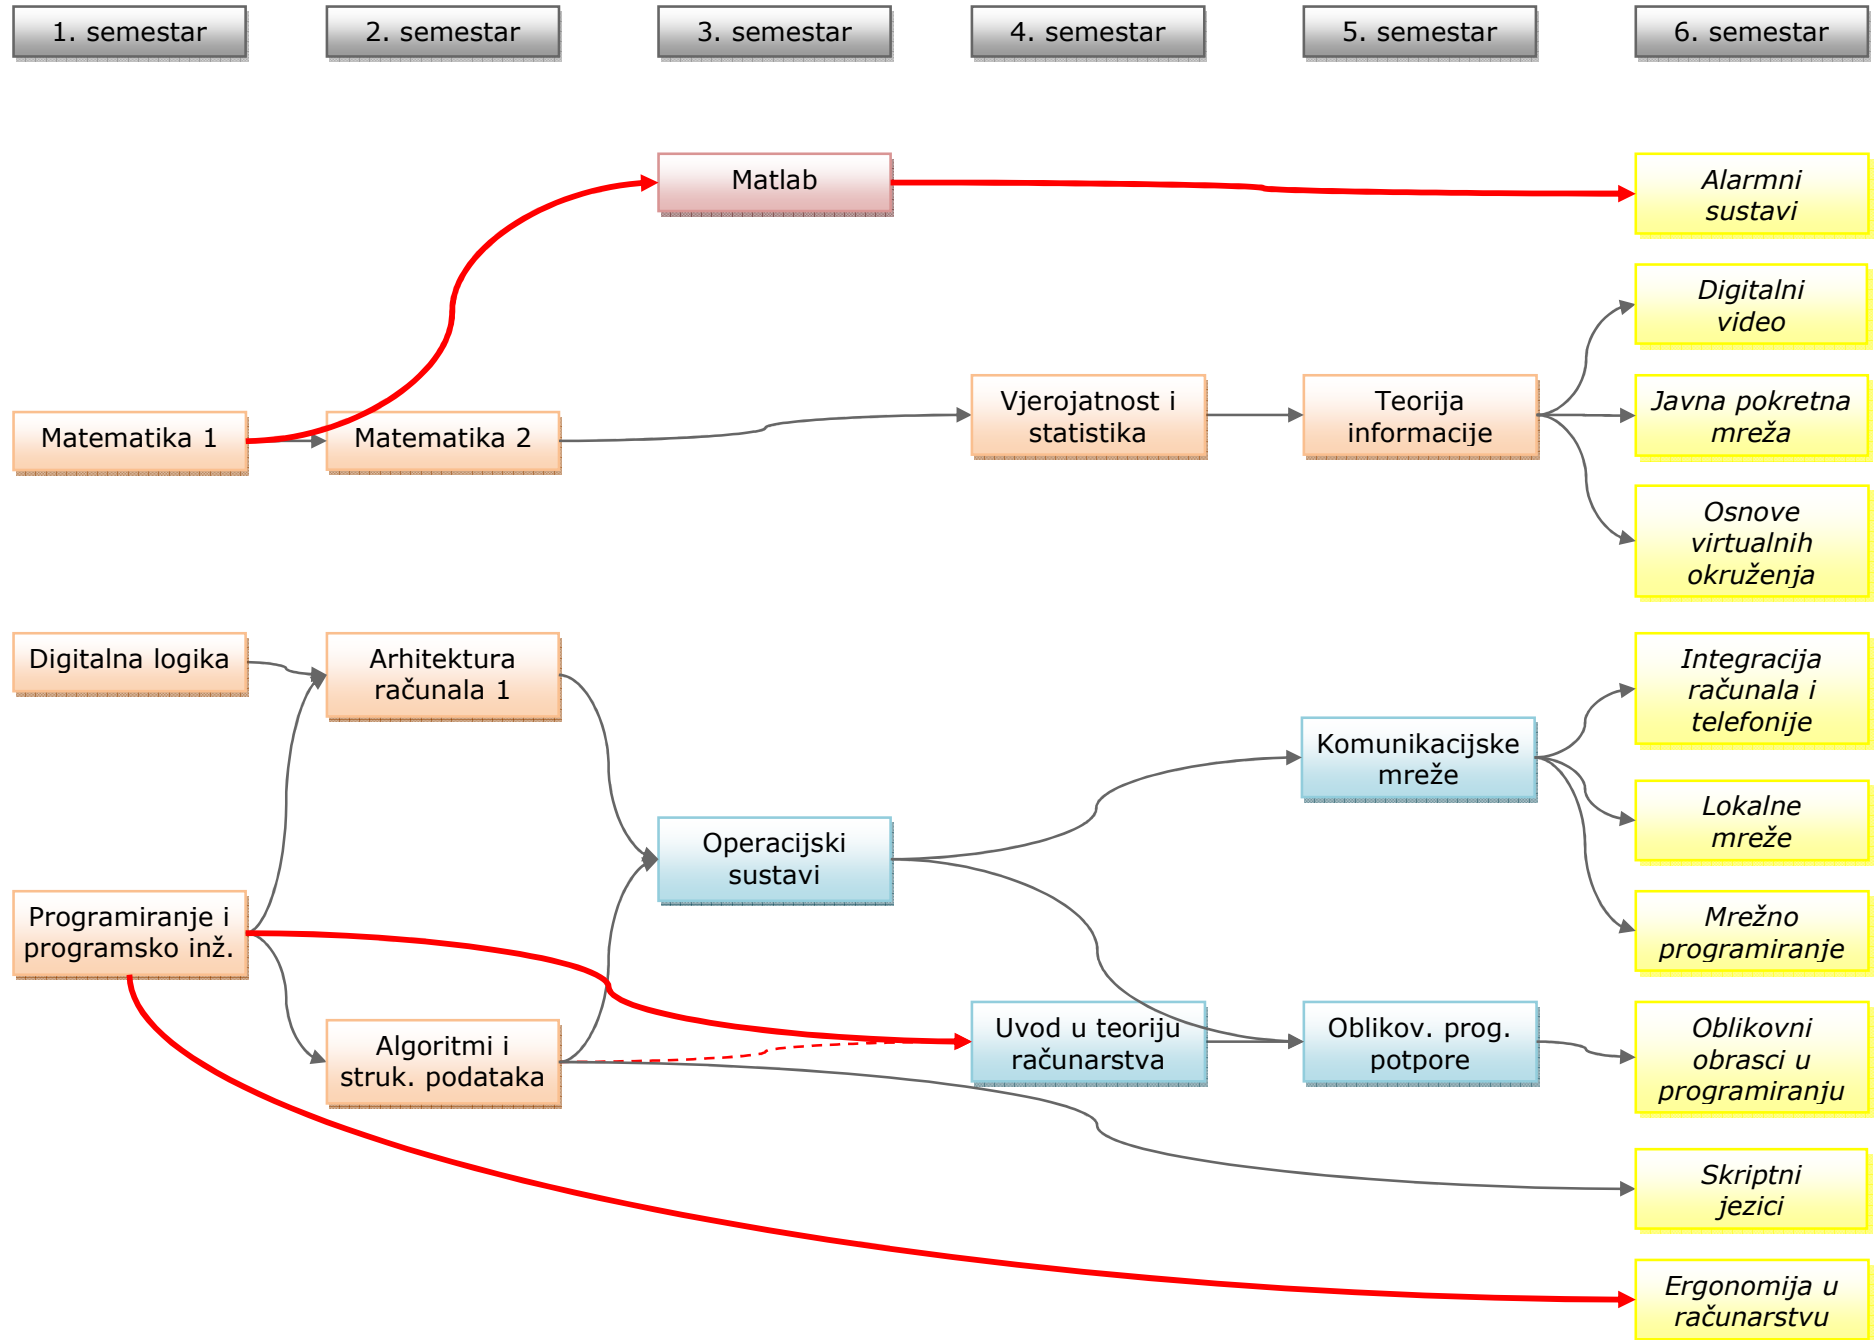 1. semestar
2. semestar
3. semestar
4. semestar
5. semestar
6. semestar
Matlab
Alarmni
sustavi
Digitalni
video
Matematika 1
Matematika 2
Vjerojatnost i
statistika
Teorija
informacije
Javna pokretna
mreža
Osnove
virtualnih
okruženja
Digitalna logika
Arhitektura
računala 1
Integracija
računala i
telefonije
Komunikacijske
mreže
Operacijski
sustavi
Lokalne
mreže
Programiranje i
programsko inž.
Mrežno
programiranje
Algoritmi i
struk. podataka
Uvod u teoriju
računarstva
Oblikov. prog.
potpore
Oblikovni
obrasci u
programiranju
Skriptni
jezici
Ergonomija u
računarstvu